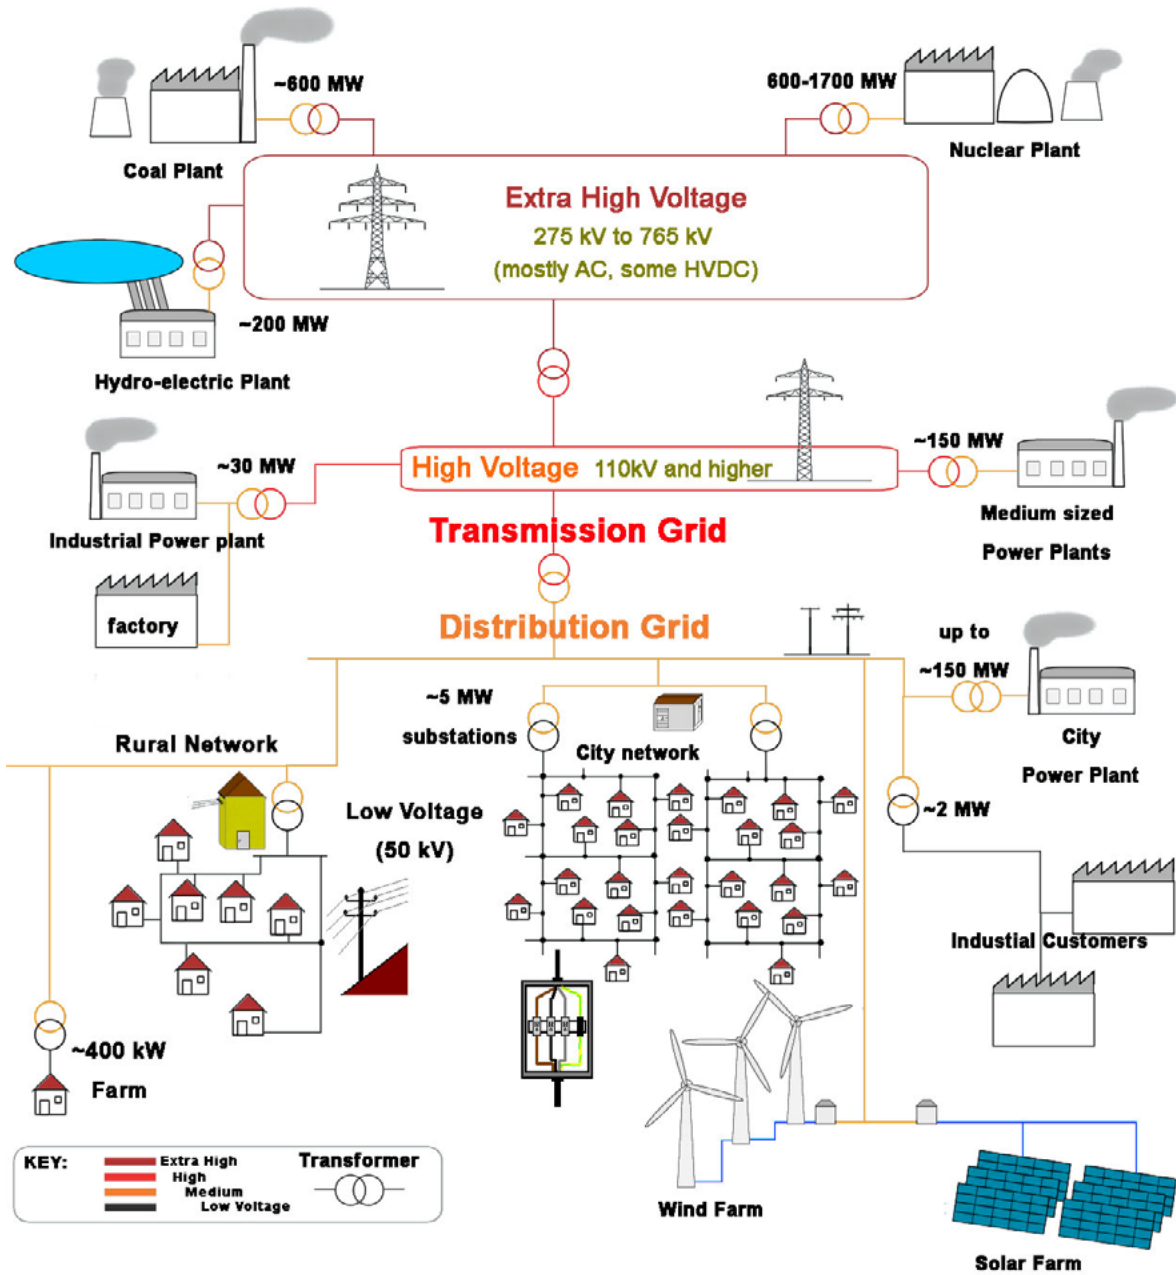 ~600 MW
600-1700 MW
Coal Plant
Nuclear Plant
Extra High Voltage
275 kV to 765 kV
(mostly AC, some HVDC)
~200 MW
Hydro-electric Plant
~30 MW
High Voltage 110kV and higher
~150 MW
Industrial Power plant
Medium sized
Power Plants
Transmission Grid
factory
Distribution Grid
up to
~150 MW
~5 MW
substations
City network
City
Power Plant
Rural Network
Low Voltage
(50 kV)
~2 MW
Industial Customers
~400 kW
Farm
Wind Farm
Solar Farm
KEY:
Extra High
High
Medium
Low Voltage
Transformer